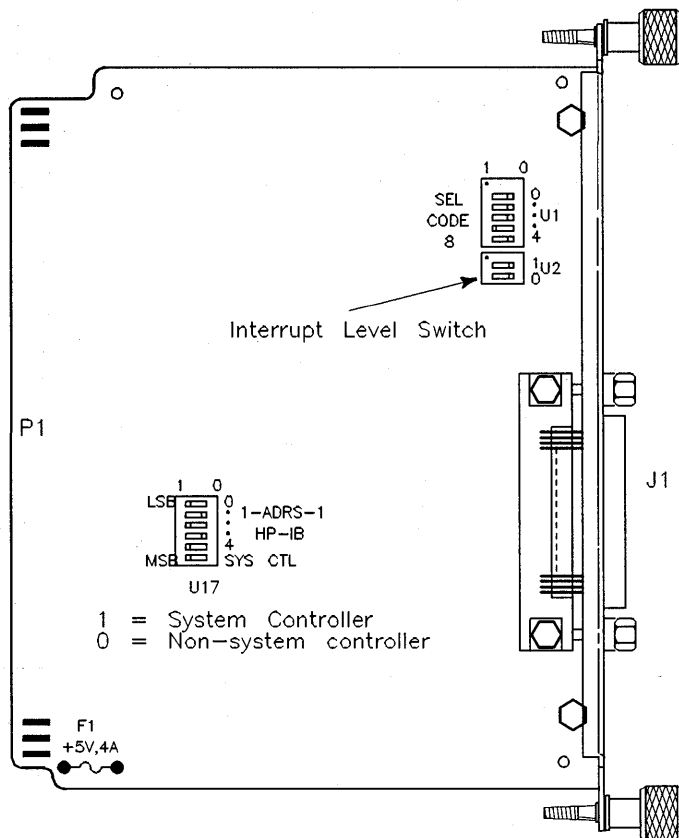 1 0
SEL
CODE
8
0
U1
4
1
U2
0
Interrupt Level Switch
P1
J1
1 0
LSB
0
1-ADRS-1
HP-IB
4
MSB
SYS CTL
U17
1 = System Controller
0 = Non-system controller
F1
+5V,4A